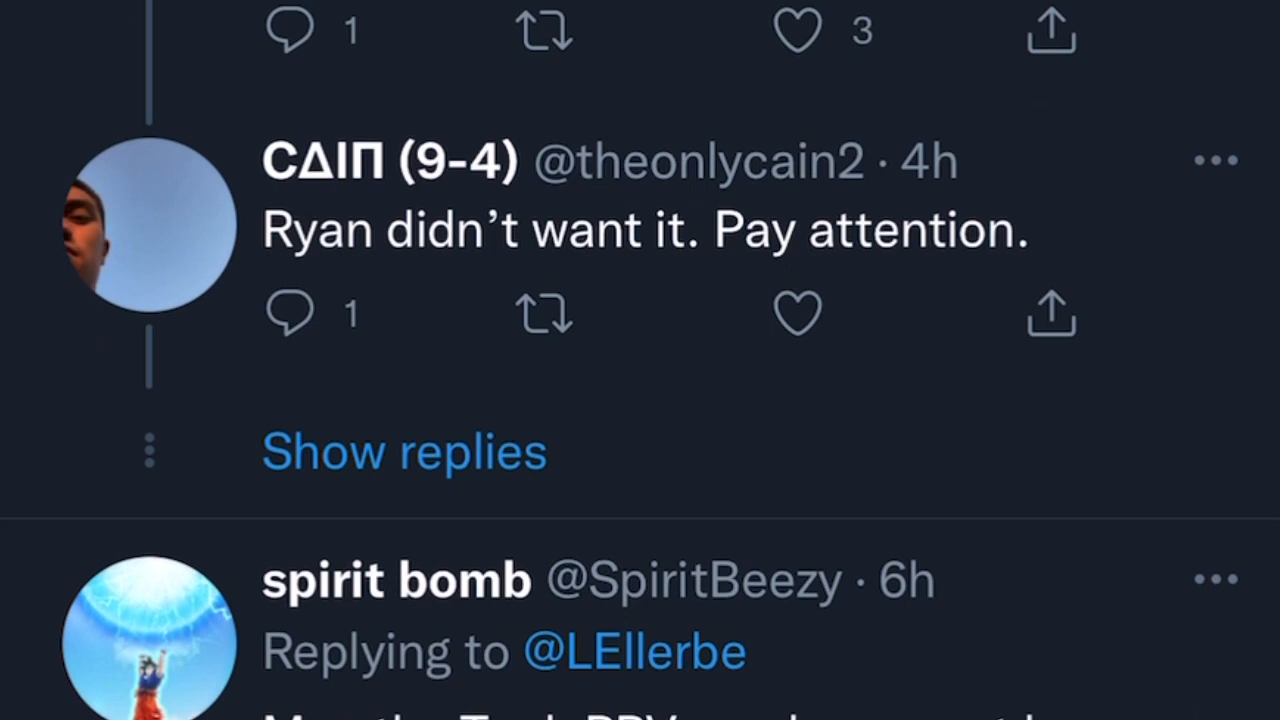 1 3
CΔIΠ (9-4) @theonlycain2 · 4h
Ryan didn’t want it. Pay attention.
1
Show replies
spirit bomb @SpiritBeezy · 6h
Replying to @LEllerbe